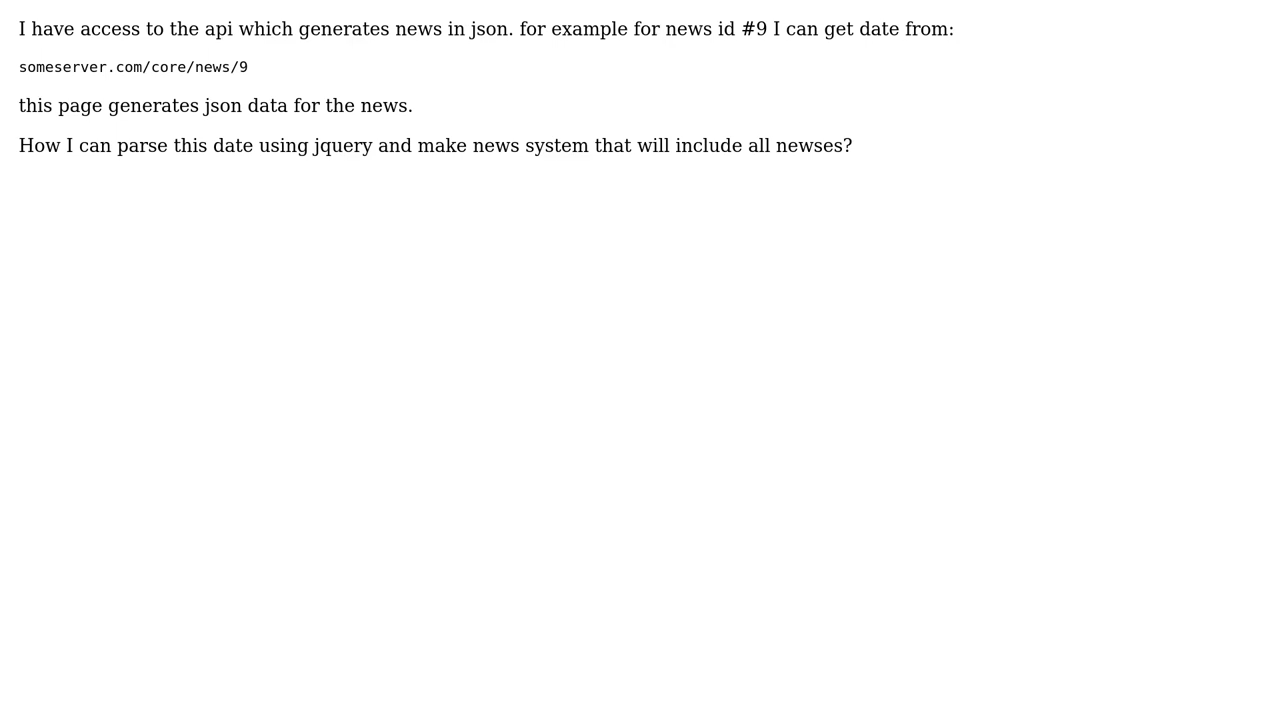 I have access to the api which generates news in json. for example for news id #9 I can get date from:
someserver.com/core/news/9
this page generates json data for the news.
How I can parse this date using jquery and make news system that will include all newses?